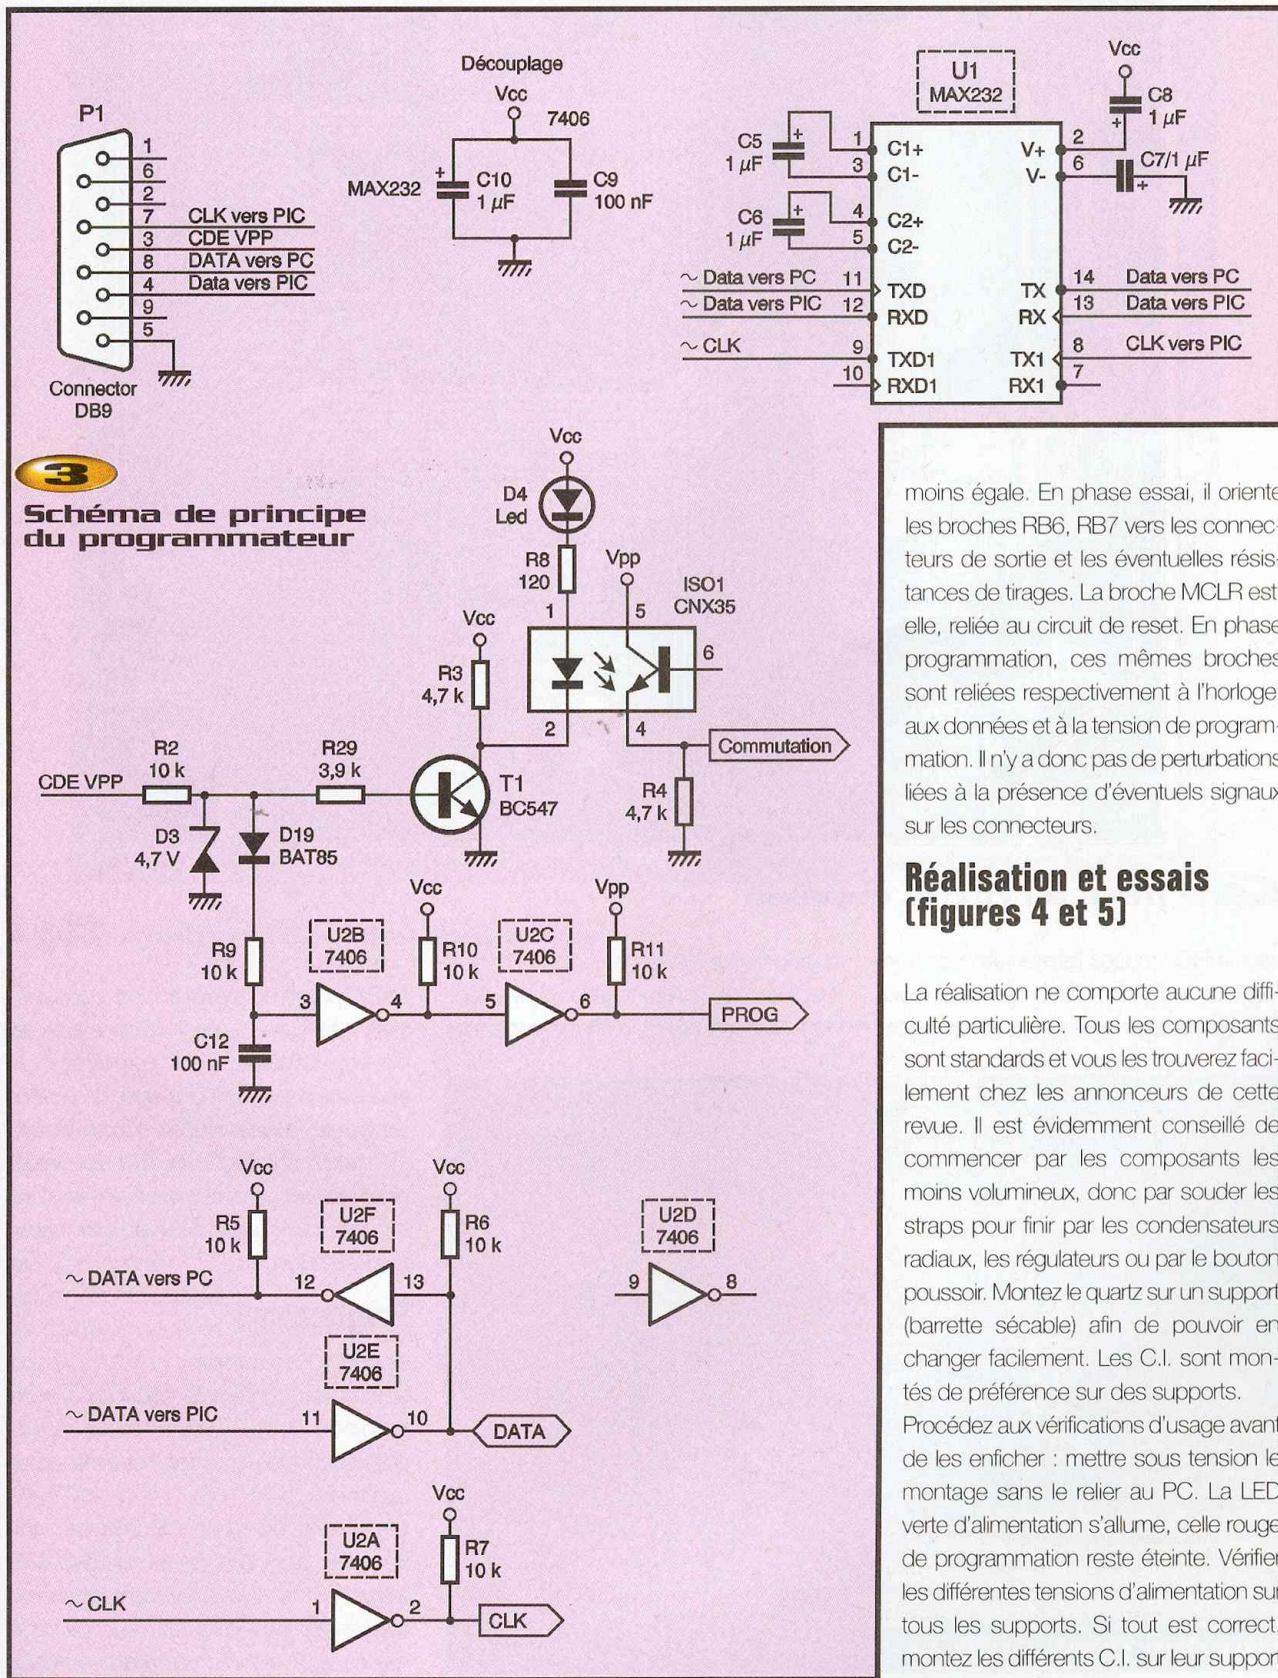 P1
1
6
2
7 CLK vers PIC
3 CDE VPP
8 DATA vers PC
4 Data vers PIC
9
5
Connector
DB9
Découplage
Vcc
7406
MAX232
+
C10
1 µF
C9
100 nF
U1
MAX232
Vcc
C8
1 µF
+
C5
1 µF
+
1 C1+
3 C1-
V+ 2
V- 6
C7/1 µF
+
C6
1 µF
+
4 C2+
5 C2-
~ Data vers PC 11 TXD
TX 14 Data vers PC
~ Data vers PIC 12 RXD
RX 13 Data vers PIC
~ CLK 9 TXD1
TX1 8 CLK vers PIC
10 RXD1
RX1 7
3
Schéma de principe
du programmateur
Vcc
D4
Led
R8
120
Vpp
ISO1
CNX35
1
5
6
2
4
Vcc
R3
4,7 k
Commutation
R4
4,7 k
CDE VPP
R2
10 k
R29
3,9 k
T1
BC547
D3
4,7 V
D19
BAT85
R9
10 k
C12
100 nF
U2B
7406
3
4
Vcc
R10
10 k
U2C
7406
5
6
Vpp
R11
10 k
PROG
Vcc
R5
10 k
U2F
7406
Vcc
R6
10 k
U2D
7406
~ DATA vers PC
12
13
9
8
U2E
7406
~ DATA vers PIC
11
10
DATA
Vcc
U2A
7406
R7
10 k
~ CLK
1
2
CLK
moins égale. En phase essai, il oriente
les broches RB6, RB7 vers les connec-
teurs de sortie et les éventuelles résis-
tances de tirages. La broche MCLR est
elle, reliée au circuit de reset. En phase
programmation, ces mêmes broches
sont reliées respectivement à l'horloge
aux données et à la tension de program-
mation. Il n'y a donc pas de perturbations
liées à la présence d'éventuels signaux
sur les connecteurs.
Réalisation et essais
(figures 4 et 5)
La réalisation ne comporte aucune diffi-
culté particulière. Tous les composants
sont standards et vous les trouverez faci-
lement chez les annonceurs de cette
revue. Il est évidemment conseillé de
commencer par les composants les
moins volumineux, donc par souder les
straps pour finir par les condensateurs
radiaux, les régulateurs ou par le bouton
poussoir. Montez le quartz sur un support
(barrette sécable) afin de pouvoir en
changer facilement. Les C.I. sont mon-
tés de préférence sur des supports.
Procédez aux vérifications d'usage avant
de les enficher : mettre sous tension le
montage sans le relier au PC. La LED
verte d'alimentation s'allume, celle rouge
de programmation reste éteinte. Vérifier
les différentes tensions d'alimentation sur
tous les supports. Si tout est correct,
montez les différents C.I. sur leur support